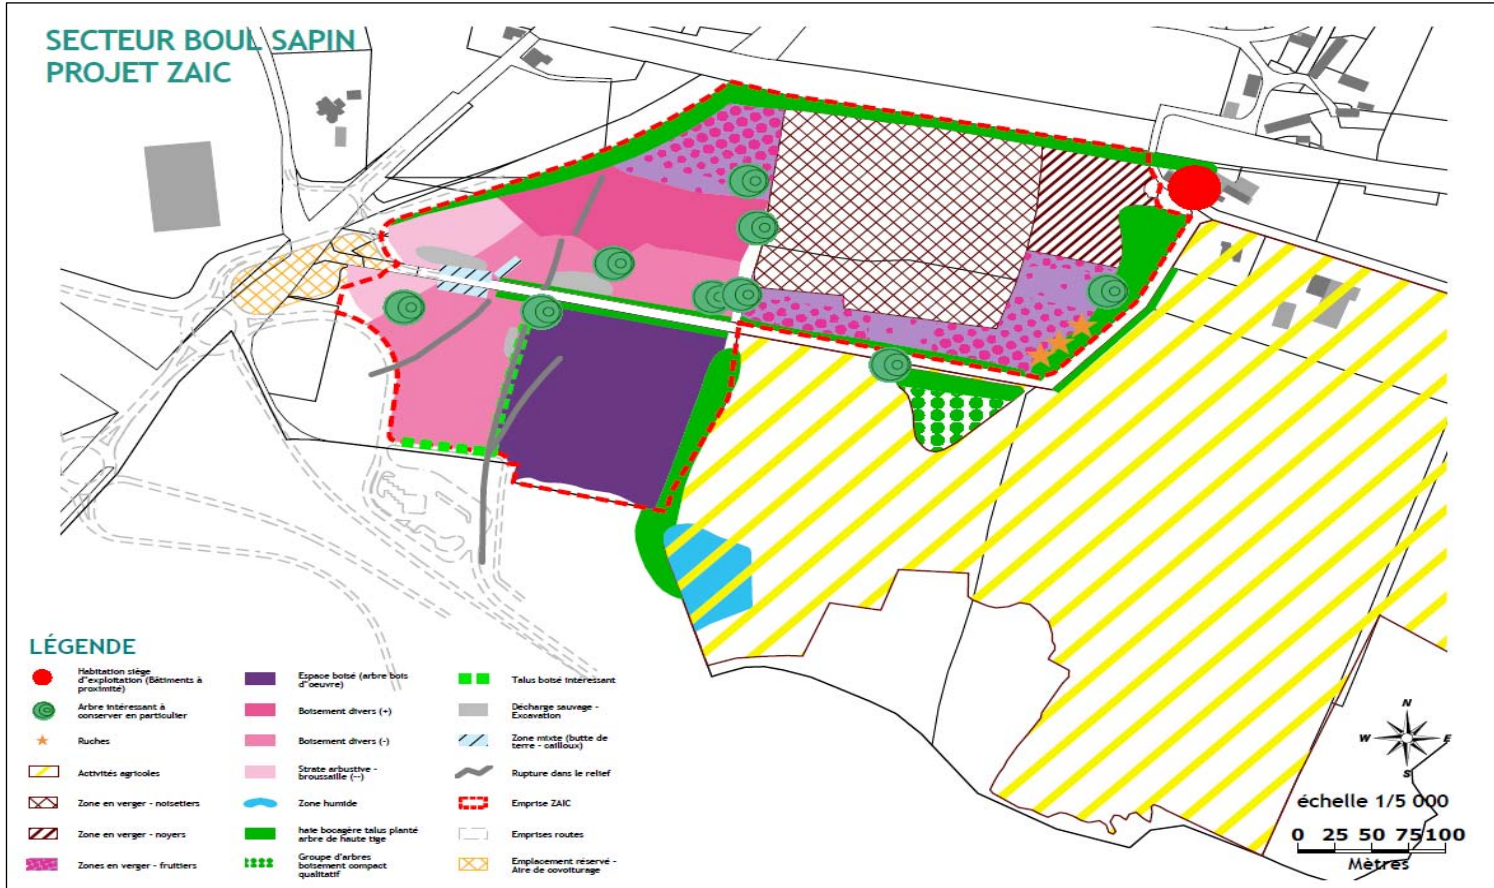 SECTEUR BOUL SAPIN
PROJET ZAIC
LÉGENDE
Habitation siège
d"exploitation (Bâtiments à
proximité)
Arbre intéressant à
conserver en particulier
Ruches
Activités agricoles
Zone en verger - noisetiers
Zone en verger - noyers
Zones en verger - fruitiers
Espace boisé (arbre bois
d"oeuvre)
Boisement divers (+)
Boisement divers (-)
Strate arbustive -
broussaille (--)
Zone humide
haie bocagère talus planté
arbre de haute tige
Groupe d'arbres
boisement compact
qualitatif
Talus boisé intéressant
Décharge sauvage -
Excavation
Zone mixte (butte de
terre - cailloux)
Rupture dans le relief
Emprise ZAIC
Emprises routes
Emplacement réservé -
Aire de covoiturage
N
W
E
S
échelle 1/5 000
0 25 50 75100
Mètres